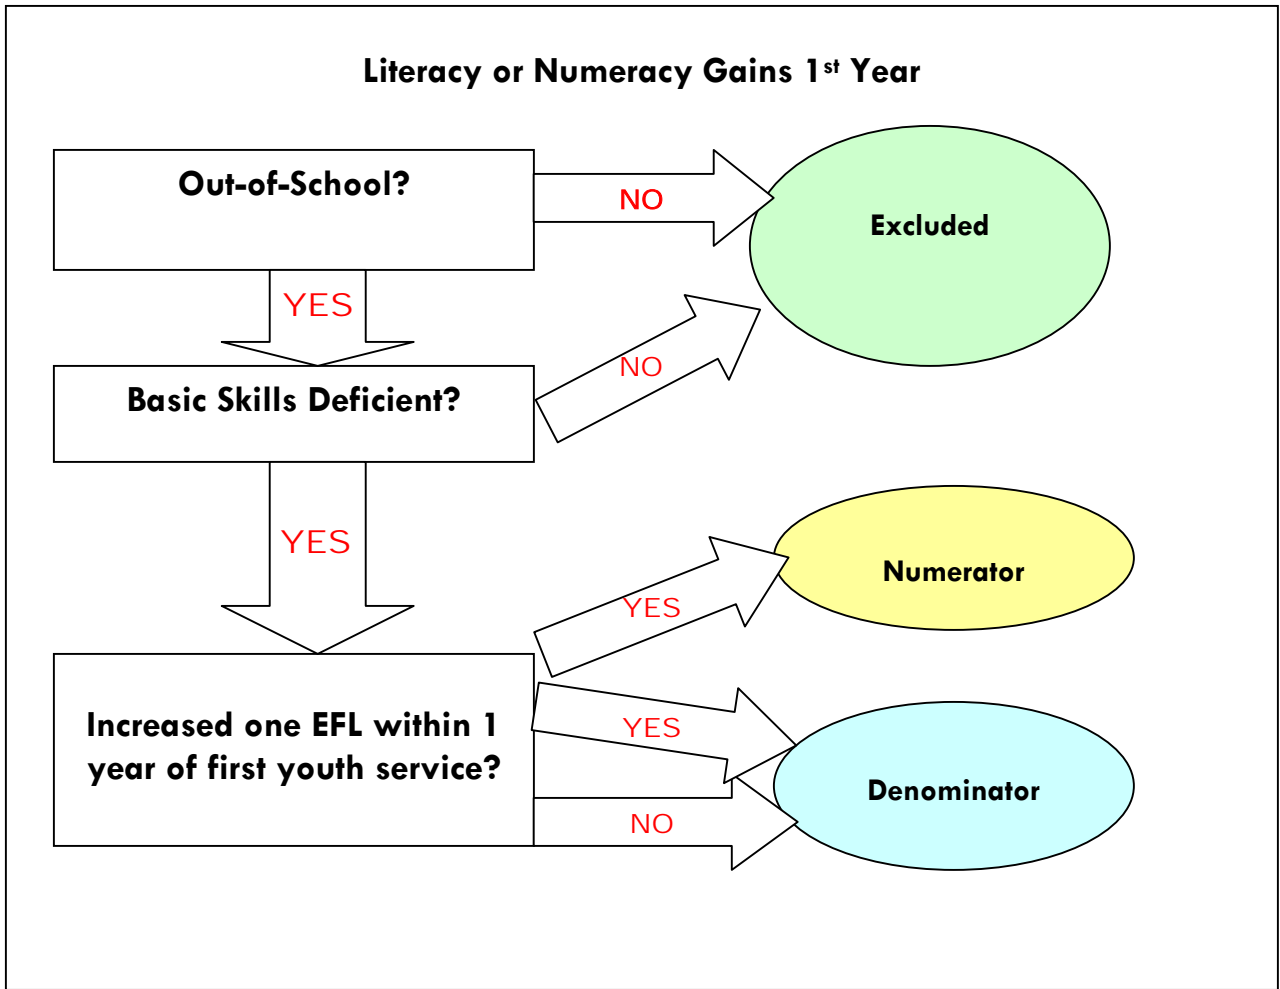 Literacy or Numeracy Gains 1st Year
Out-of-School?
NO
Excluded
YES
NO
Basic Skills Deficient?
YES
Numerator
YES
Increased one EFL within 1
year of first youth service?
YES
Denominator
NO